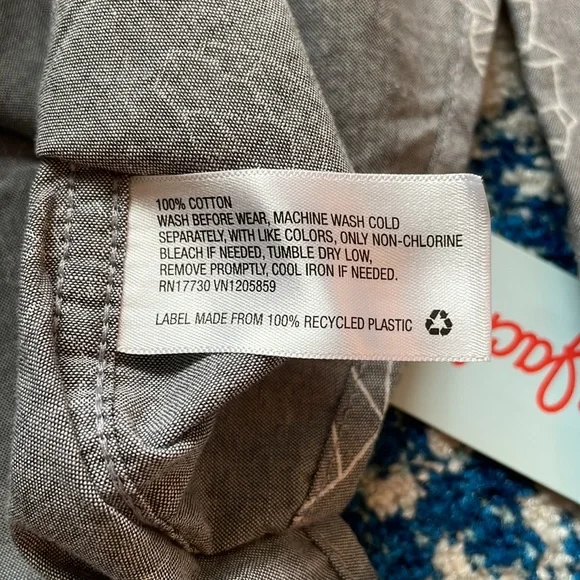 100% COTTON
WASH BEFORE WEAR, MACHINE WASH COLD
SEPARATELY, WITH LIKE COLORS, ONLY NON-CHLORINE
BLEACH IF NEEDED, TUMBLE DRY LOW,
REMOVE PROMPTLY, COOL IRON IF NEEDED.
RN17730 VN1205859
LABEL MADE FROM 100% RECYCLED PLASTIC